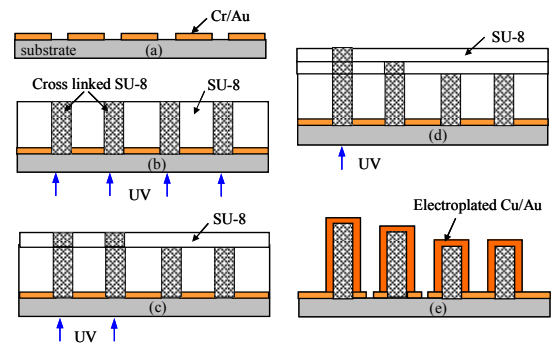 Cr/Au
substrate
(a)
Cross linked SU-8
SU-8
(b)
UV
SU-8
(c)
UV
SU-8
(d)
UV
Electroplated Cu/Au
(e)